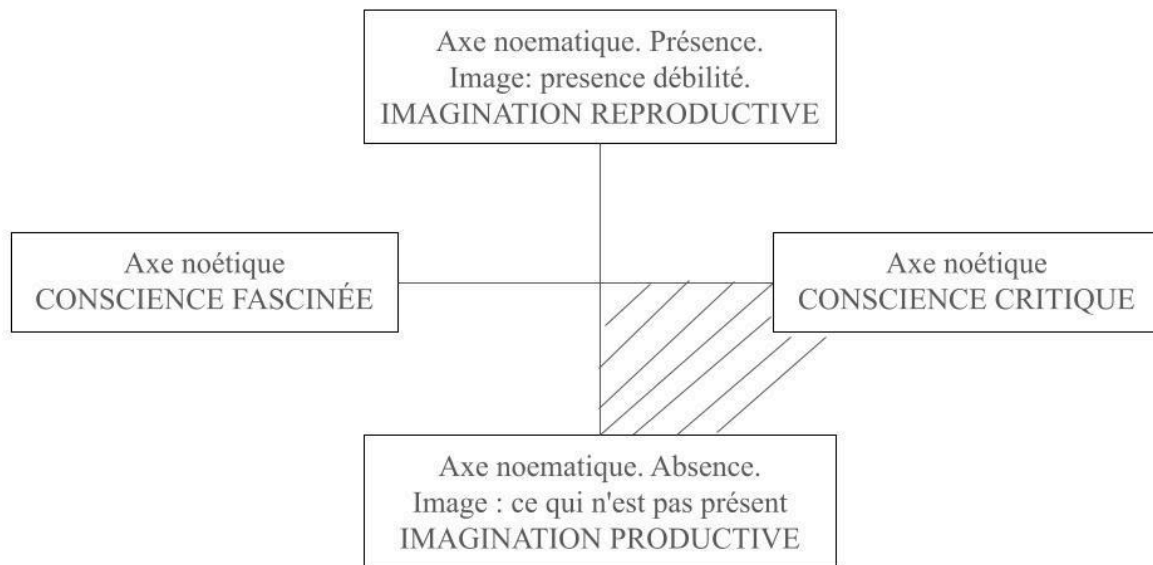 Axe noematique. Présence.
Image: presence débilité.
IMAGINATION REPRODUCTIVE
Axe noétique
CONSCIENCE FASCINÉE
Axe noétique
CONSCIENCE CRITIQUE
Axe noematique. Absence.
Image : ce qui n'est pas présent
IMAGINATION PRODUCTIVE